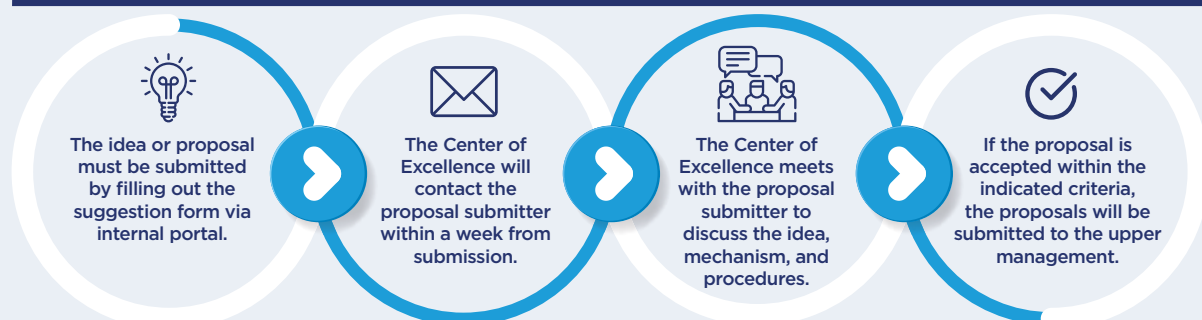 The idea or proposal
must be submitted
by filling out the
suggestion form via
internal portal.
The Center of
Excellence will
contact the
proposal submitter
within a week from
submission.
The Center of
Excellence meets
with the proposal
submitter to
discuss the idea,
mechanism, and
procedures.
If the proposal is
accepted within the
indicated criteria,
the proposals will be
submitted to the upper
management.